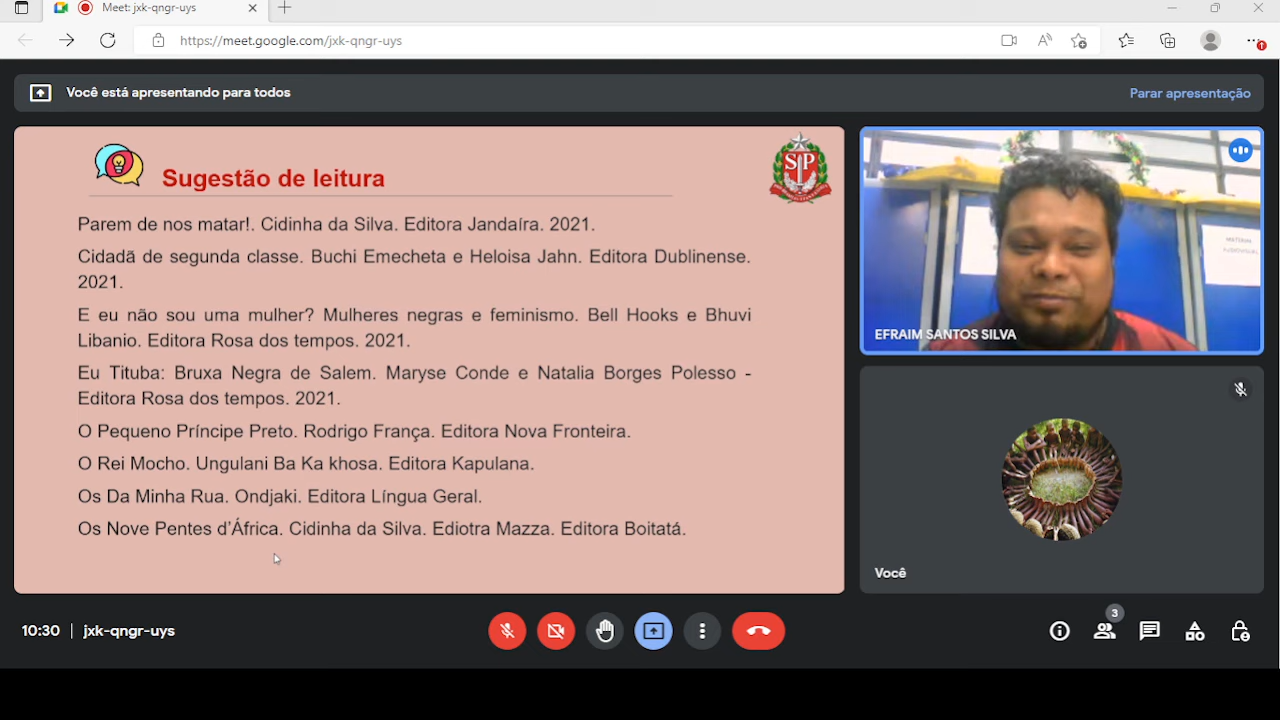 Meet: jxk-qngr-uys
https://meet.google.com/jxk-qngr-uys
Você está apresentando para todos
Parar apresentação
Sugestão de leitura
SP
Parem de nos matar!. Cidinha da Silva. Editora Jandaíra. 2021.
Cidadã de segunda classe. Buchi Emecheta e Heloisa Jahn. Editora Dublinense.
2021.
E eu não sou uma mulher? Mulheres negras e feminismo. Bell Hooks e Bhuvi
Libanio. Editora Rosa dos tempos. 2021.
Eu Tituba: Bruxa Negra de Salem. Maryse Conde e Natalia Borges Polesso -
Editora Rosa dos tempos. 2021.
O Pequeno Príncipe Preto. Rodrigo França. Editora Nova Fronteira.
O Rei Mocho. Ungulani Ba Ka khosa. Editora Kapulana.
Os Da Minha Rua. Ondjaki. Editora Língua Geral.
Os Nove Pentes d'África. Cidinha da Silva. Ediotra Mazza. Editora Boitatá.
MATERIAL
EFRAIM SANTOS SILVA
Você
10:30 | jxk-qngr-uys
3